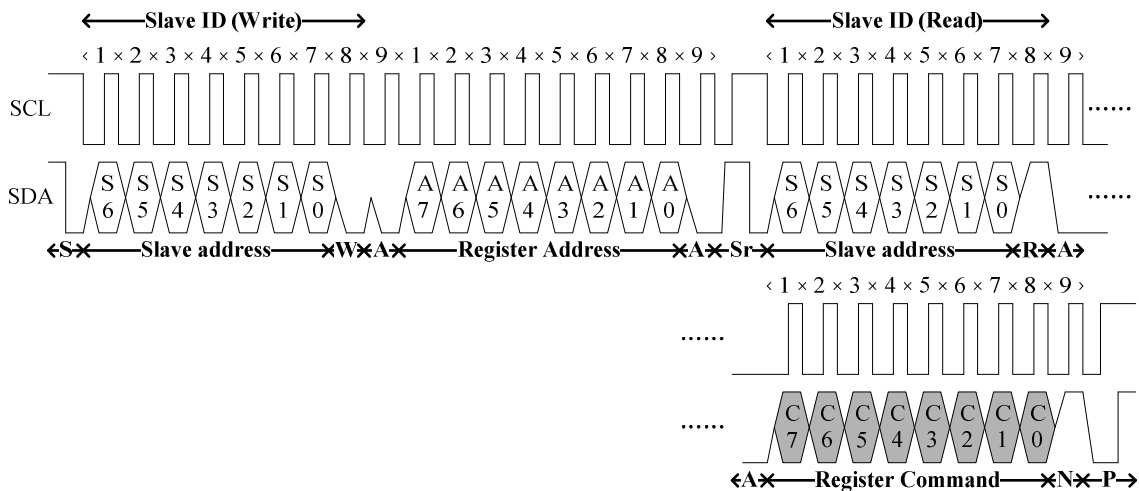 Slave ID (Write) Slave ID (Read)
‹ 1 × 2 × 3 × 4 × 5 × 6 × 7 × 8 × 9 × 1 × 2 × 3 × 4 × 5 × 6 × 7 × 8 × 9 › ‹ 1 × 2 × 3 × 4 × 5 × 6 × 7 × 8 × 9 ›
SCL ······
SDA S6 S5 S4 S3 S2 S1 S0 A7 A6 A5 A4 A3 A2 A1 A0 S6 S5 S4 S3 S2 S1 S0 ······
S Slave address W A Register Address A Sr Slave address R A
‹ 1 × 2 × 3 × 4 × 5 × 6 × 7 × 8 × 9 ›
······
······ C7 C6 C5 C4 C3 C2 C1 C0
A Register Command N P